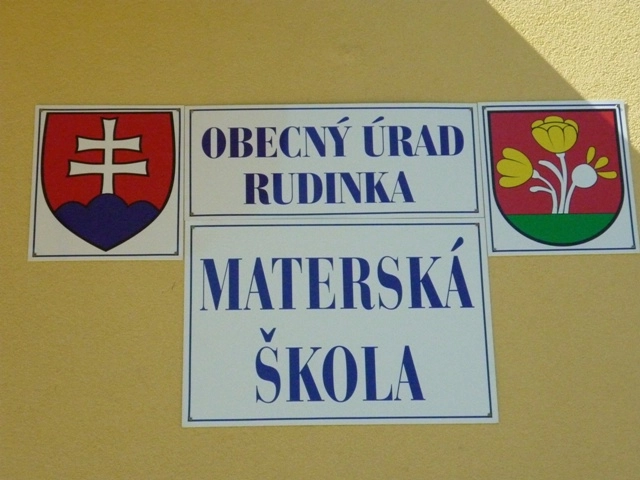 OBECNÝ ÚRAD
RUDINKA
MATERSKÁ
ŠKOLA